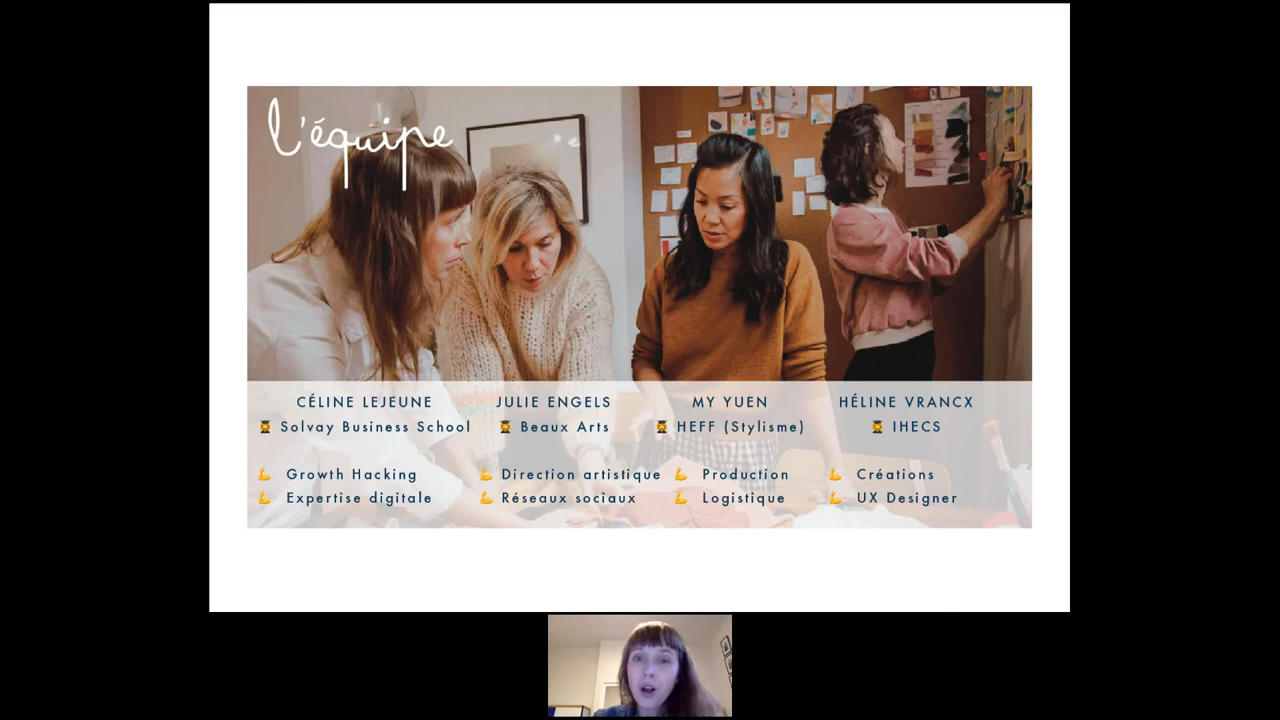 l'équipe
CÉLINE LEJEUNE JULIE ENGELS MY YUEN HÉLINE VRANCX
Solvay Business School Beaux Arts HEFF (Stylisme) IHECS
Growth Hacking Direction artistique Production Créations
Expertise digitale Réseaux sociaux Logistique UX Designer